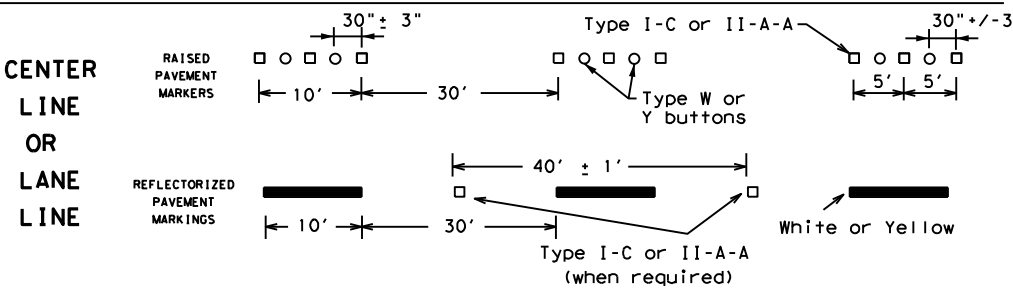 CENTER
LINE
OR
LANE
LINE
RAISED
PAVEMENT
MARKERS
30"± 3"
10'
30'
Type I-C or II-A-A
Type W or
Y buttons
30"+/-3
5'
5'
REFLECTORIZED
PAVEMENT
MARKINGS
40' ± 1'
10'
30'
Type I-C or II-A-A
(when required)
White or Yellow